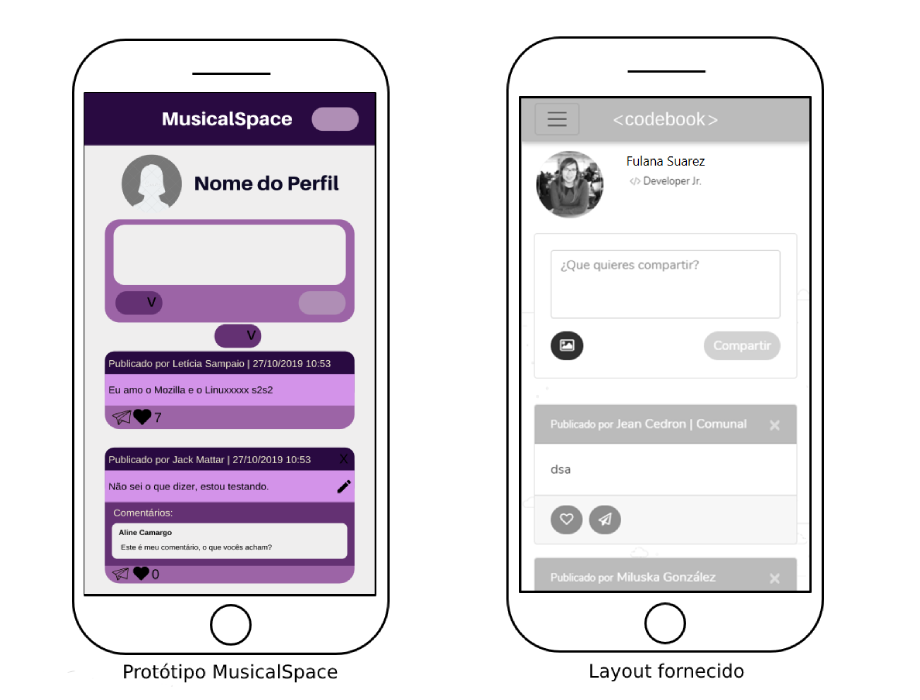 MusicalSpace
Nome do Perfil
V
V
Publicado por Letícia Sampaio | 27/10/2019 10:53
Eu amo o Mozilla e o Linuxxxxx s2s2
7
Publicado por Jack Mattar | 27/10/2019 10:53 X
Não sei o que dizer, estou testando.
Comentários:
Aline Camargo
Este é meu comentário, o que vocês acham?
0
Protótipo MusicalSpace
<codebook>
Fulana Suarez
</> Developer Jr.
¿Que quieres compartir?
Compartir
Publicado por Jean Cedron | Comunal ×
dsa
Publicado por Miluska González ×
Layout fornecido